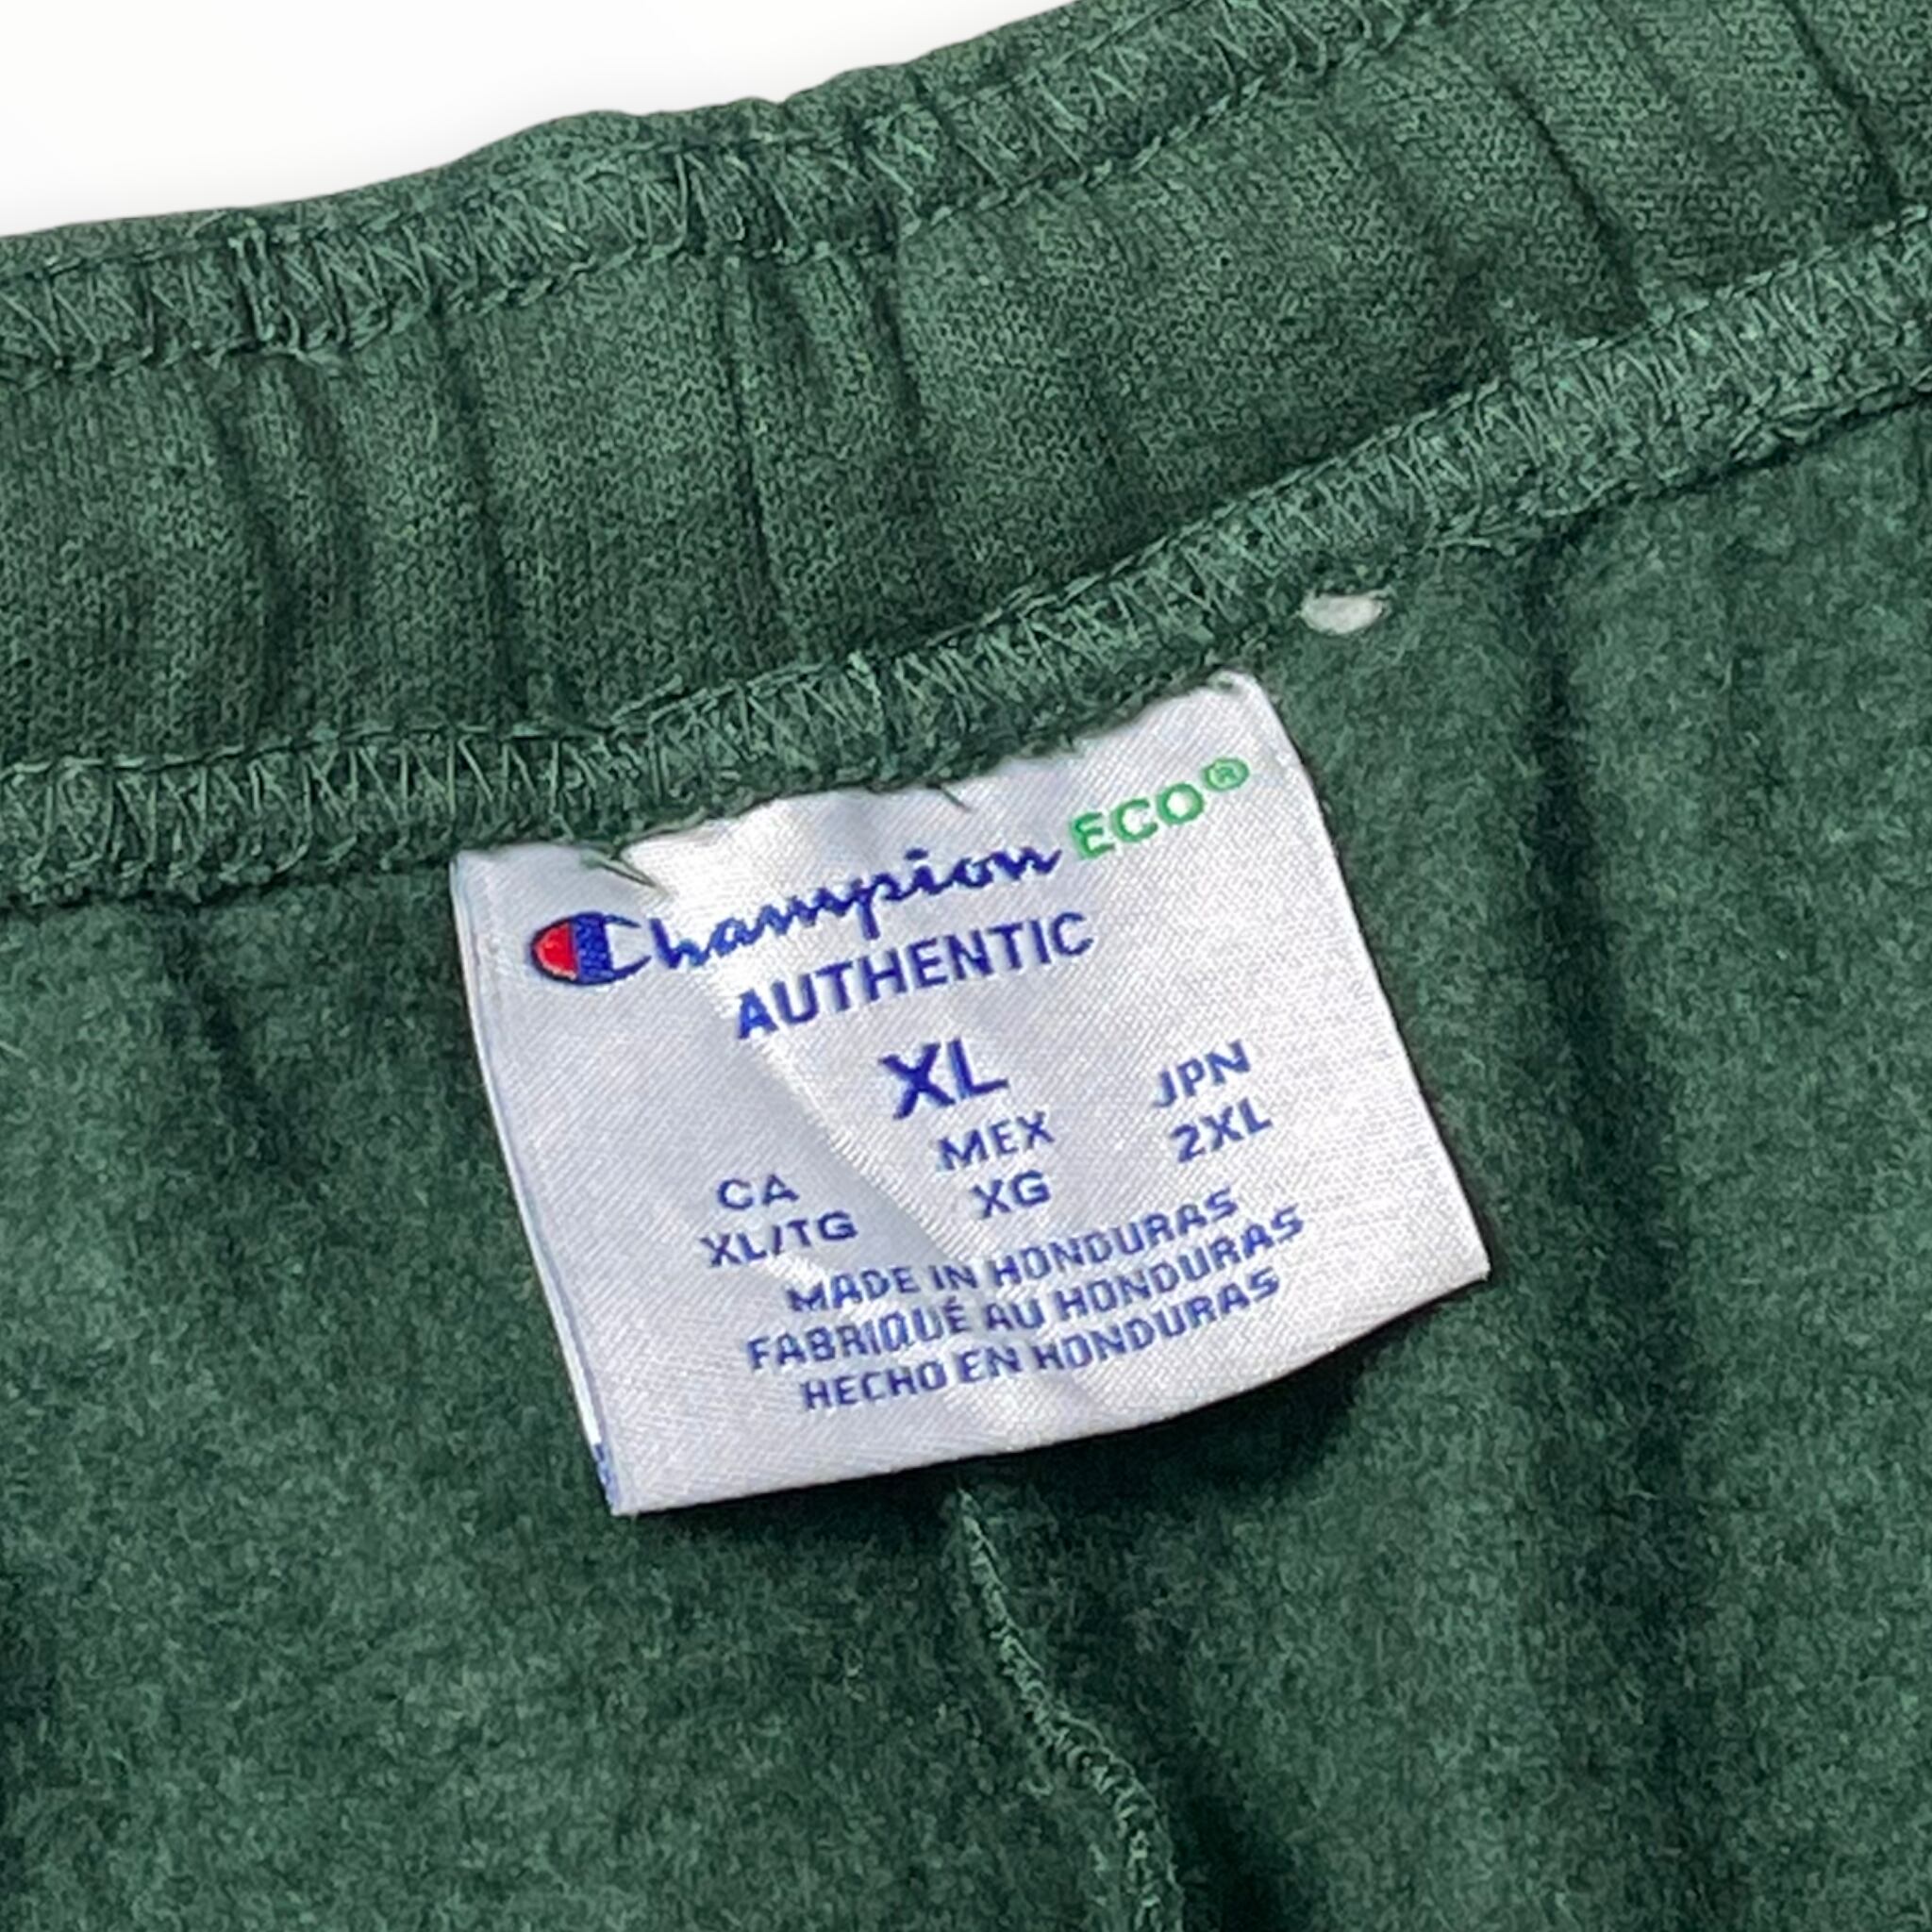 Champion ECO®
AUTHENTIC
XL
CA MEX JPN
XL/TG XG 2XL
MADE IN HONDURAS
FABRIQUÉ AU HONDURAS
HECHO EN HONDURAS